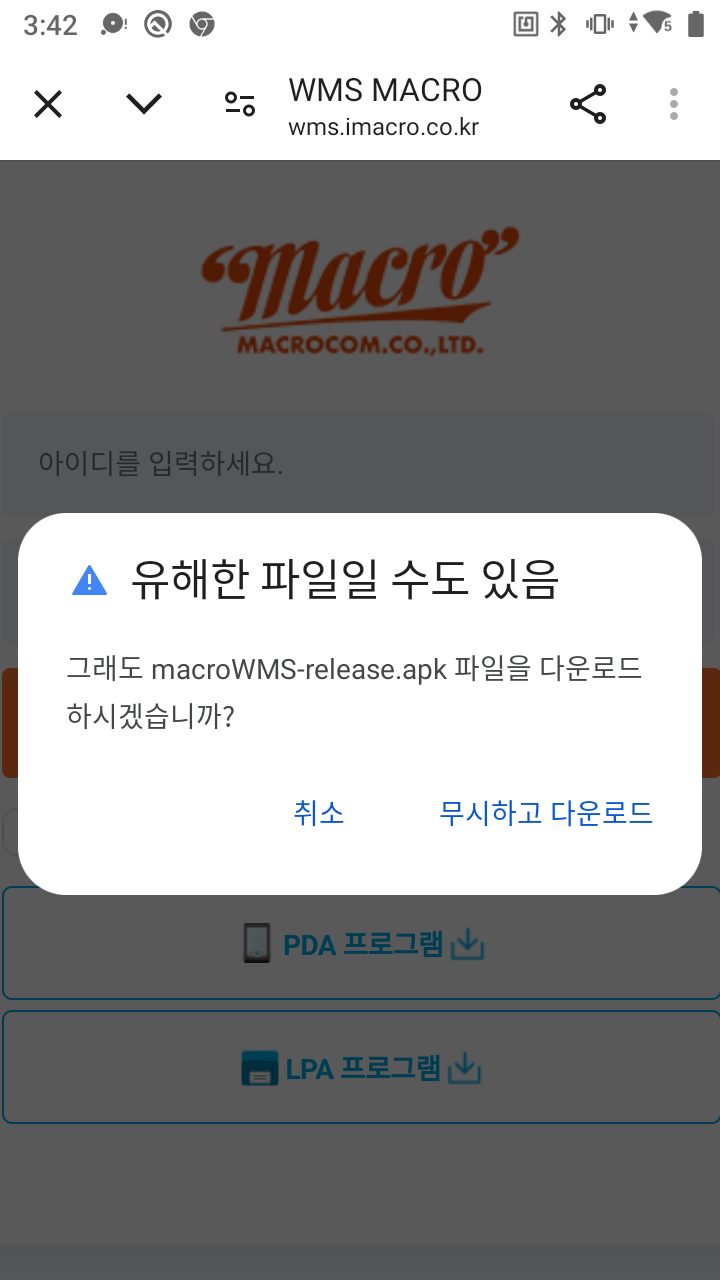 3:42
WMS MACRO
wms.imacro.co.kr
5
“Macro”
MACROCOM.CO.,LTD.
아이디를 입력하세요.
유해한 파일일 수도 있음
그래도 macroWMS-release.apk 파일을 다운로드
하시겠습니까?
취소 무시하고 다운로드
PDA 프로그램
LPA 프로그램